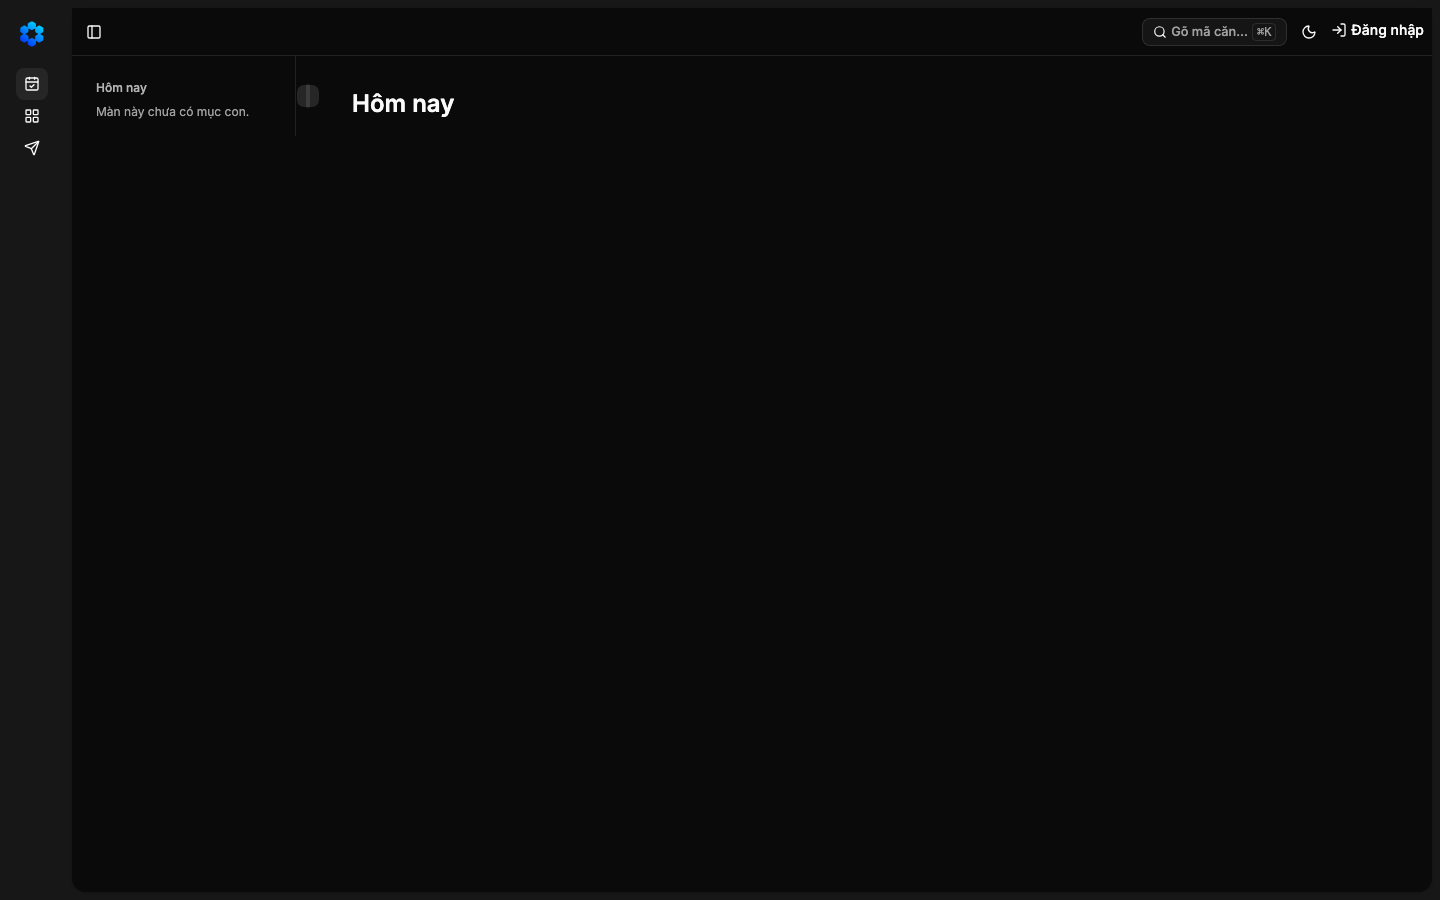 Gõ mã căn... ⌘K
Đăng nhập
Hôm nay
Màn này chưa có mục con.
Hôm nay